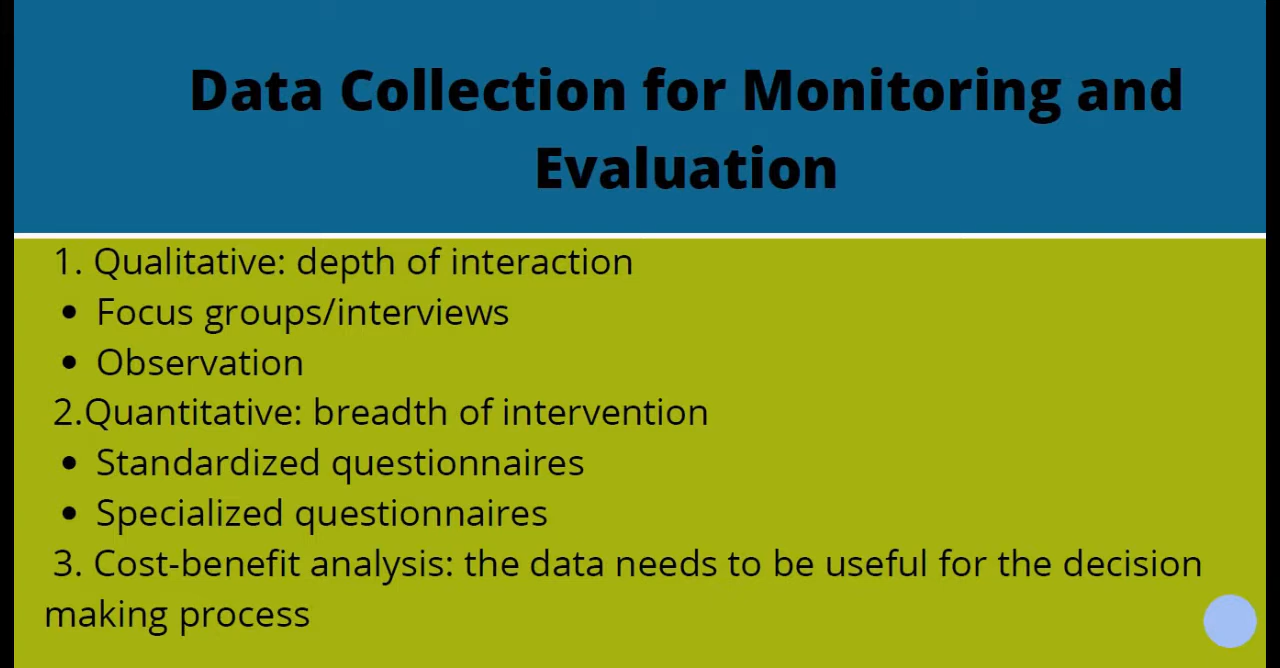 Data Collection for Monitoring and
Evaluation
1. Qualitative: depth of interaction
• Focus groups/interviews
• Observation
2.Quantitative: breadth of intervention
• Standardized questionnaires
• Specialized questionnaires
3. Cost-benefit analysis: the data needs to be useful for the decision
making process